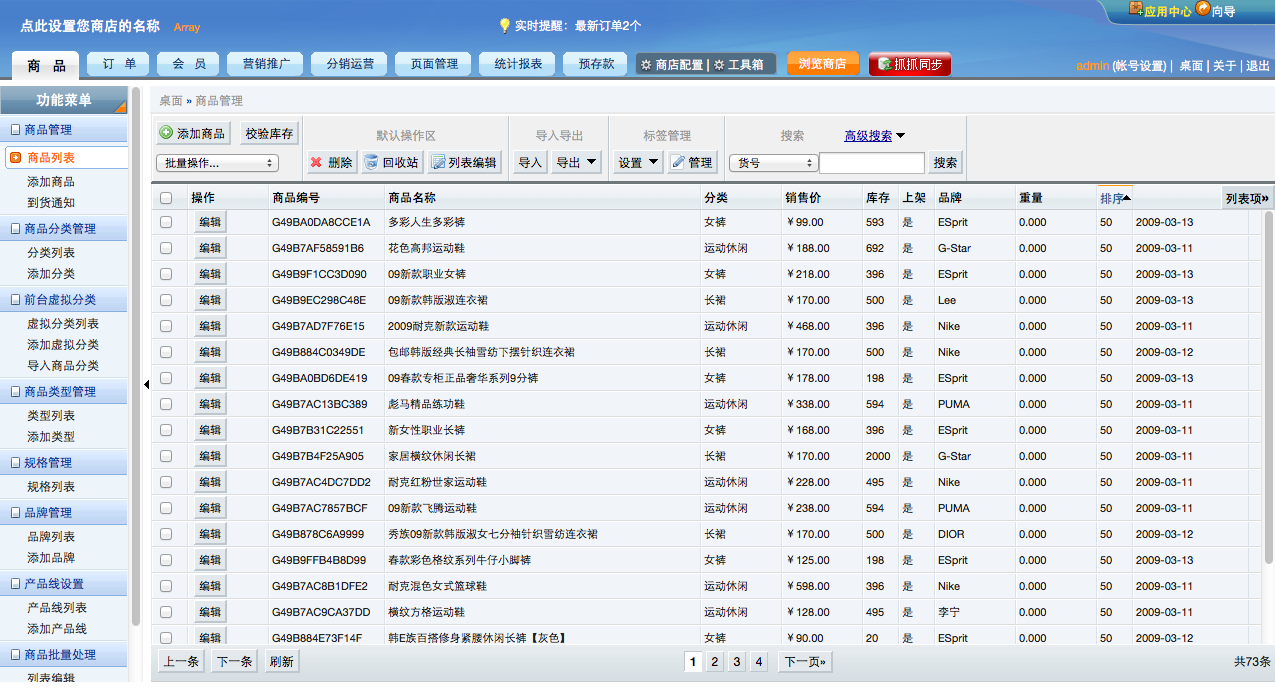 应用中心 向导
点此设置您商店的名称 Array 实时提醒：最新订单2个
商 品 订 单 会 员 营销推广 分销运营 页面管理 统计报表 预存款 商店配置 | 工具箱 浏览商店 抓抓同步
admin (帐号设置) | 桌面 | 关于 | 退出
功能菜单
商品管理
商品列表
添加商品
到货通知
商品分类管理
分类列表
添加分类
前台虚拟分类
虚拟分类列表
添加虚拟分类
导入商品分类
商品类型管理
类型列表
添加类型
规格管理
规格列表
品牌管理
品牌列表
添加品牌
产品线设置
产品线列表
添加产品线
商品批量处理
列表编辑
桌面 » 商品管理
添加商品 校验库存 默认操作区 导入导出 标签管理 搜索 高级搜索
批量操作... 删除 回收站 列表编辑 导入 导出 设置 管理 货号 搜索
操作 商品编号 商品名称 分类 销售价 库存 上架 品牌 重量 排序 列表项»
编辑 G49BA0DA8CCE1A 多彩人生多彩裤 女裤 ￥99.00 593 是 ESprit 0.000 50 2009-03-13
编辑 G49B7AF58591B6 花色高邦运动鞋 运动休闲 ￥188.00 692 是 G-Star 0.000 50 2009-03-11
编辑 G49B9F1CC3D090 09新款职业女裤 女裤 ￥218.00 396 是 ESprit 0.000 50 2009-03-13
编辑 G49B9EC298C48E 09新款韩版淑连衣裙 长裙 ￥170.00 500 是 Lee 0.000 50 2009-03-13
编辑 G49B7AD7F76E15 2009耐克新款运动鞋 运动休闲 ￥468.00 396 是 Nike 0.000 50 2009-03-11
编辑 G49B884C0349DE 包邮韩版经典长袖雪纺下摆针织连衣裙 长裙 ￥170.00 500 是 Nike 0.000 50 2009-03-12
编辑 G49BA0BD6DE419 09春款专柜正品奢华系列9分裤 女裤 ￥178.00 198 是 ESprit 0.000 50 2009-03-13
编辑 G49B7AC13BC389 彪马精品练功鞋 运动休闲 ￥338.00 594 是 PUMA 0.000 50 2009-03-11
编辑 G49B7B31C22551 新女性职业长裤 女裤 ￥168.00 396 是 ESprit 0.000 50 2009-03-11
编辑 G49B7B4F25A905 家居横纹休闲长裙 长裙 ￥170.00 2000 是 G-Star 0.000 50 2009-03-11
编辑 G49B7AC4DC7DD2 耐克红粉世家运动鞋 运动休闲 ￥228.00 495 是 Nike 0.000 50 2009-03-11
编辑 G49B7AC7857BCF 09新款飞腾运动鞋 运动休闲 ￥238.00 594 是 PUMA 0.000 50 2009-03-11
编辑 G49B878C6A9999 秀族09新款韩版淑女七分袖针织雪纺连衣裙 长裙 ￥170.00 500 是 DIOR 0.000 50 2009-03-12
编辑 G49B9FFB4B8D99 春款彩色格纹系列牛仔小脚裤 女裤 ￥125.00 198 是 ESprit 0.000 50 2009-03-13
编辑 G49B7AC8B1DFE2 耐克混色女式篮球鞋 运动休闲 ￥598.00 396 是 Nike 0.000 50 2009-03-11
编辑 G49B7AC9CA37DD 横纹方格运动鞋 运动休闲 ￥128.00 495 是 李宁 0.000 50 2009-03-11
编辑 G49B884E73F14F 韩E族百搭修身紧腰休闲长裤【灰色】 女裤 ￥90.00 20 是 ESprit 0.000 50 2009-03-12
上一条 下一条 刷新 1 2 3 4 下一页» 共73条